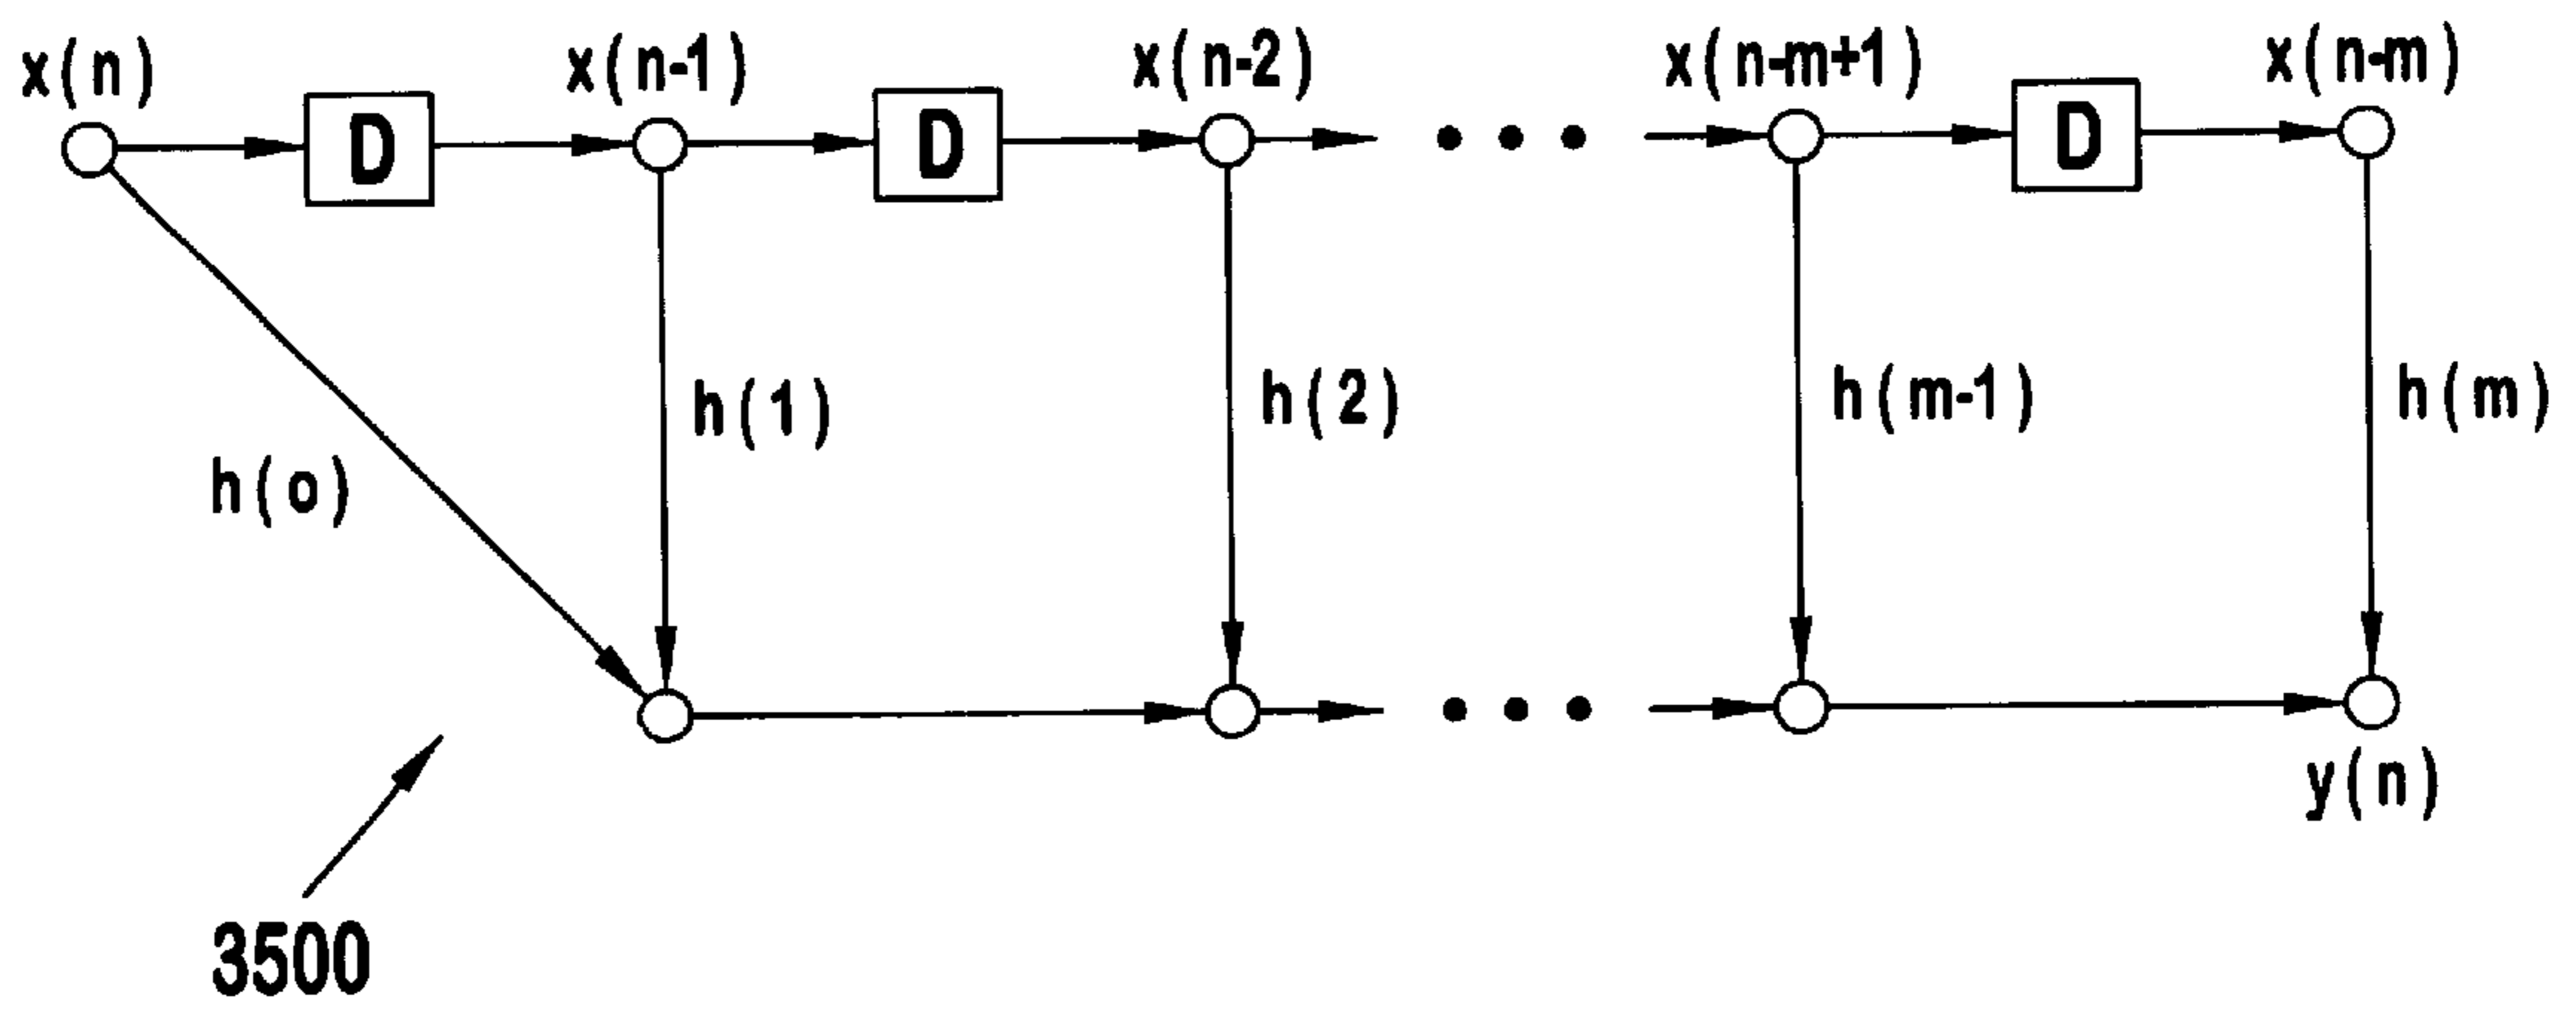 x(n) x(n-1) x(n-2) x(n-m+1) x(n-m)
D D D
h(o) h(1) h(2) h(m-1) h(m)
y(n)
3500